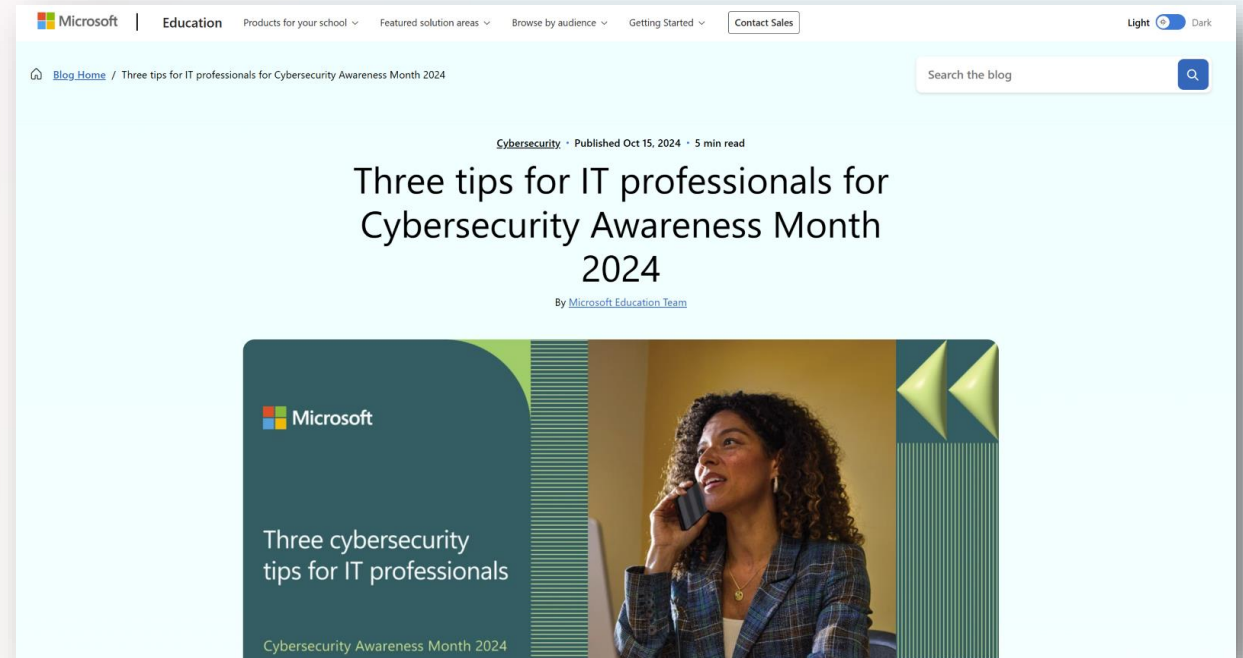 Microsoft Education Products for your school Featured solution areas Browse by audience Getting Started Contact Sales Light Dark
Blog Home / Three tips for IT professionals for Cybersecurity Awareness Month 2024 Search the blog
Cybersecurity • Published Oct 15, 2024 • 5 min read
Three tips for IT professionals for
Cybersecurity Awareness Month
2024
By Microsoft Education Team
Microsoft
Three cybersecurity
tips for IT professionals
Cybersecurity Awareness Month 2024